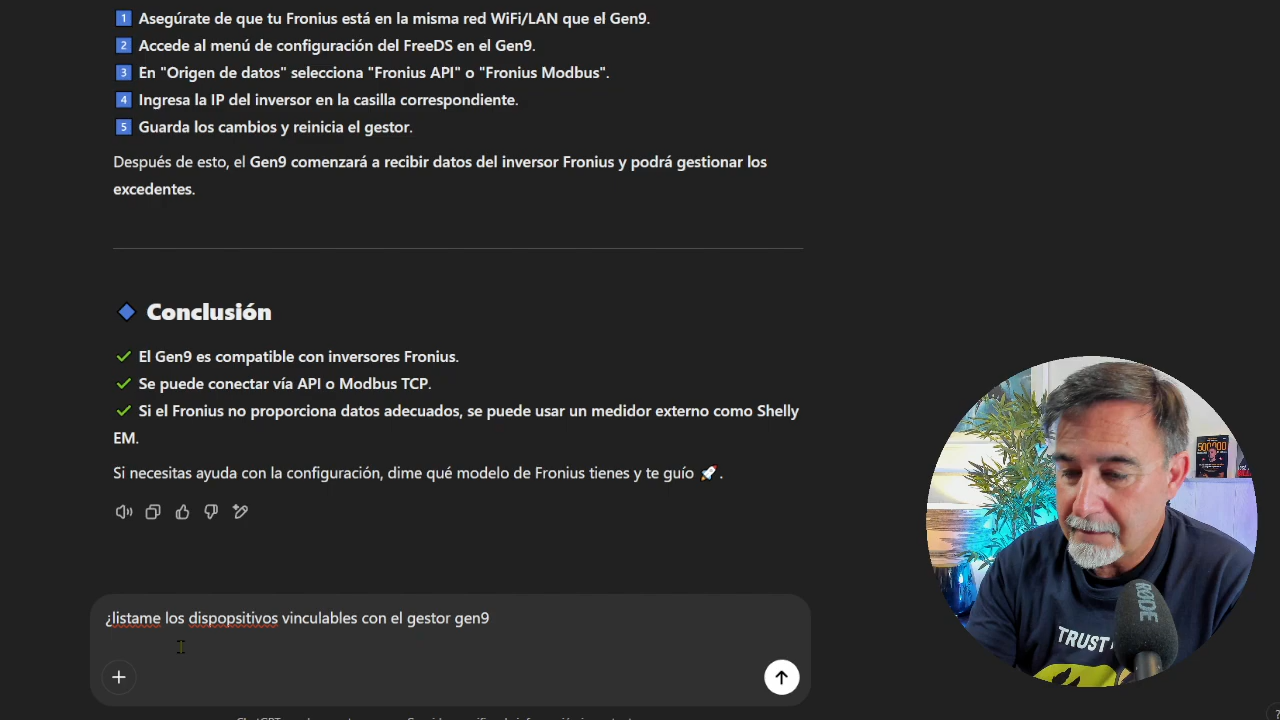 1 Asegúrate de que tu Fronius está en la misma red WiFi/LAN que el Gen9.
2 Accede al menú de configuración del FreeDS en el Gen9.
3 En "Origen de datos" selecciona "Fronius API" o "Fronius Modbus".
4 Ingresa la IP del inversor en la casilla correspondiente.
5 Guarda los cambios y reinicia el gestor.
Después de esto, el Gen9 comenzará a recibir datos del inversor Fronius y podrá gestionar los
excedentes.
Conclusión
El Gen9 es compatible con inversores Fronius.
Se puede conectar vía API o Modbus TCP.
Si el Fronius no proporciona datos adecuados, se puede usar un medidor externo como Shelly
EM.
Si necesitas ayuda con la configuración, dime qué modelo de Fronius tienes y te guío 🚀.
¿listame los dispopsitivos vinculables con el gestor gen9
500000
RØDE
TRUST